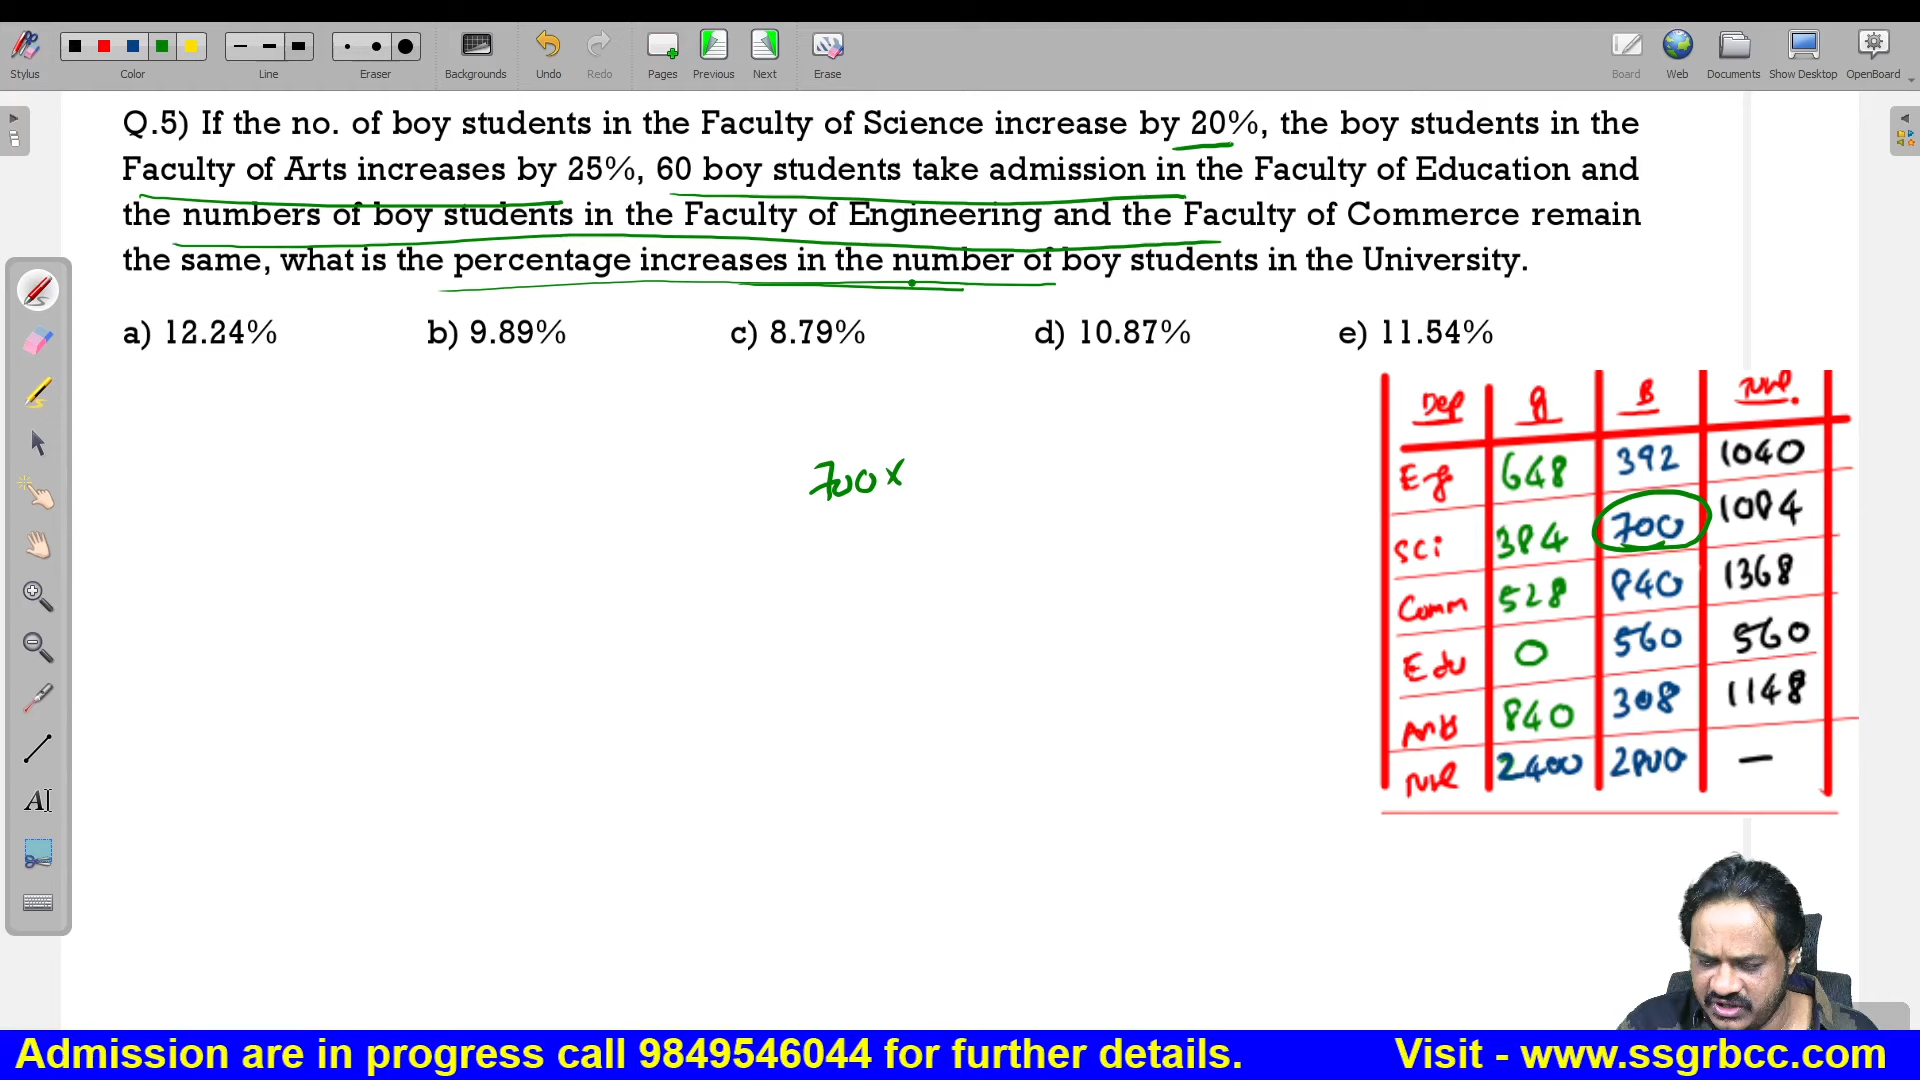 Stylus
Color
Line
Eraser
Backgrounds
Undo
Redo
Pages
Previous
Next
Erase
Board
Web
Documents
Show Desktop
OpenBoard
Q.5) If the no. of boy students in the Faculty of Science increase by 20%, the boy students in the
Faculty of Arts increases by 25%, 60 boy students take admission in the Faculty of Education and
the numbers of boy students in the Faculty of Engineering and the Faculty of Commerce remain
the same, what is the percentage increases in the number of boy students in the University.
a) 12.24% b) 9.89% c) 8.79% d) 10.87% e) 11.54%
700 x
Dep g B
Eg 648 392 1040
Sci 384 700 1084
Comm 528 840 1368
Edu 0 560 560
Arts 840 308 1148
2400 2800 —
AI
Admission are in progress call 9849546044 for further details. Visit - www.ssgrbcc.com